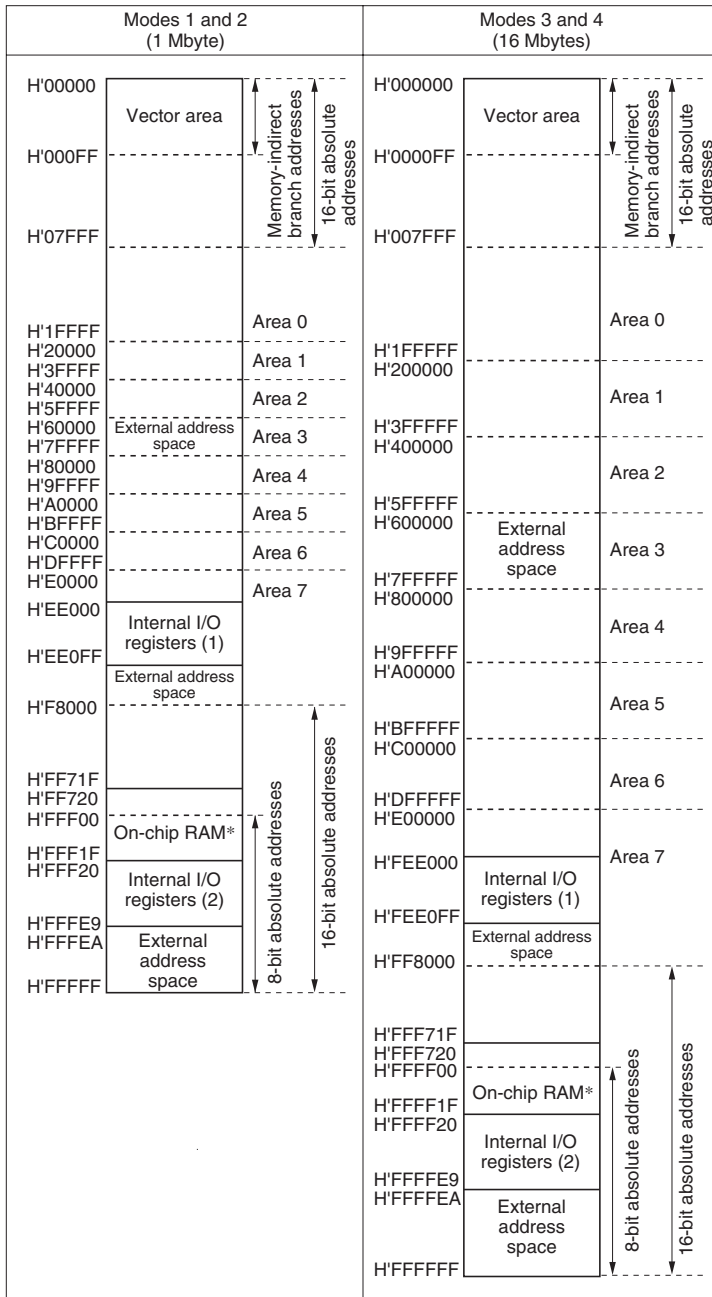 Modes 1 and 2
(1 Mbyte)
H'00000
Vector area
H'000FF
H'07FFF
Memory-indirect
branch addresses
16-bit absolute
addresses
H'1FFFF
Area 0
H'20000
H'3FFFF
Area 1
H'40000
H'5FFFF
Area 2
H'60000
H'7FFFF
External address
space
Area 3
H'80000
H'9FFFF
Area 4
H'A0000
H'BFFFF
Area 5
H'C0000
H'DFFFF
Area 6
H'E0000
Area 7
H'EE000
Internal I/O
registers (1)
H'EE0FF
External address
space
H'F8000
H'FF71F
H'FF720
H'FFF00
On-chip RAM*
H'FFF1F
H'FFF20
Internal I/O
registers (2)
H'FFFE9
H'FFFEA
External
address
space
H'FFFFF
8-bit absolute addresses
16-bit absolute addresses
Modes 3 and 4
(16 Mbytes)
H'000000
Vector area
H'0000FF
H'007FFF
Memory-indirect
branch addresses
16-bit absolute
addresses
Area 0
H'1FFFFF
H'200000
Area 1
H'3FFFFF
H'400000
Area 2
H'5FFFFF
H'600000
External
address
space
Area 3
H'7FFFFF
H'800000
Area 4
H'9FFFFF
H'A00000
Area 5
H'BFFFFF
H'C00000
Area 6
H'DFFFFF
H'E00000
Area 7
H'FEE000
Internal I/O
registers (1)
H'FEE0FF
External address
space
H'FF8000
H'FFF71F
H'FFF720
H'FFFF00
On-chip RAM*
H'FFFF1F
H'FFFF20
Internal I/O
registers (2)
H'FFFFE9
H'FFFFEA
External
address
space
H'FFFFFF
8-bit absolute addresses
16-bit absolute addresses